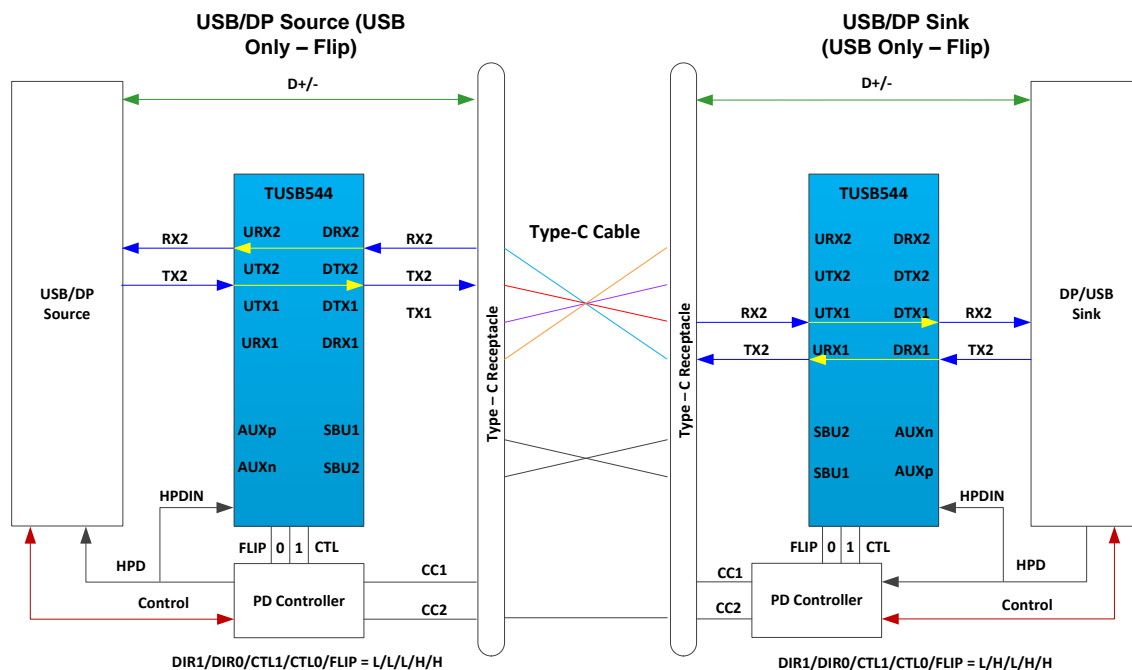 USB/DP Source (USB
Only – Flip)
USB/DP Sink
(USB Only – Flip)
D+/-
D+/-
TUSB544
TUSB544
RX2
URX2
DRX2
RX2
TX2
UTX2
DTX2
TX2
UTX1
DTX1
TX1
URX1
DRX1
USB/DP
Source
AUXp
SBU1
AUXn
SBU2
HPDIN
Type – C Receptacle
Type-C Cable
Type – C Receptacle
URX2
DRX2
UTX2
DTX2
RX2
UTX1
DTX1
RX2
TX2
URX1
DRX1
TX2
DP/USB
Sink
SBU2
AUXn
SBU1
AUXp
HPDIN
FLIP
0
1
CTL
FLIP
0
1
CTL
HPD
CC1
CC1
HPD
Control
PD Controller
CC2
CC2
PD Controller
Control
DIR1/DIR0/CTL1/CTL0/FLIP = L/L/L/H/H
DIR1/DIR0/CTL1/CTL0/FLIP = L/H/L/H/H